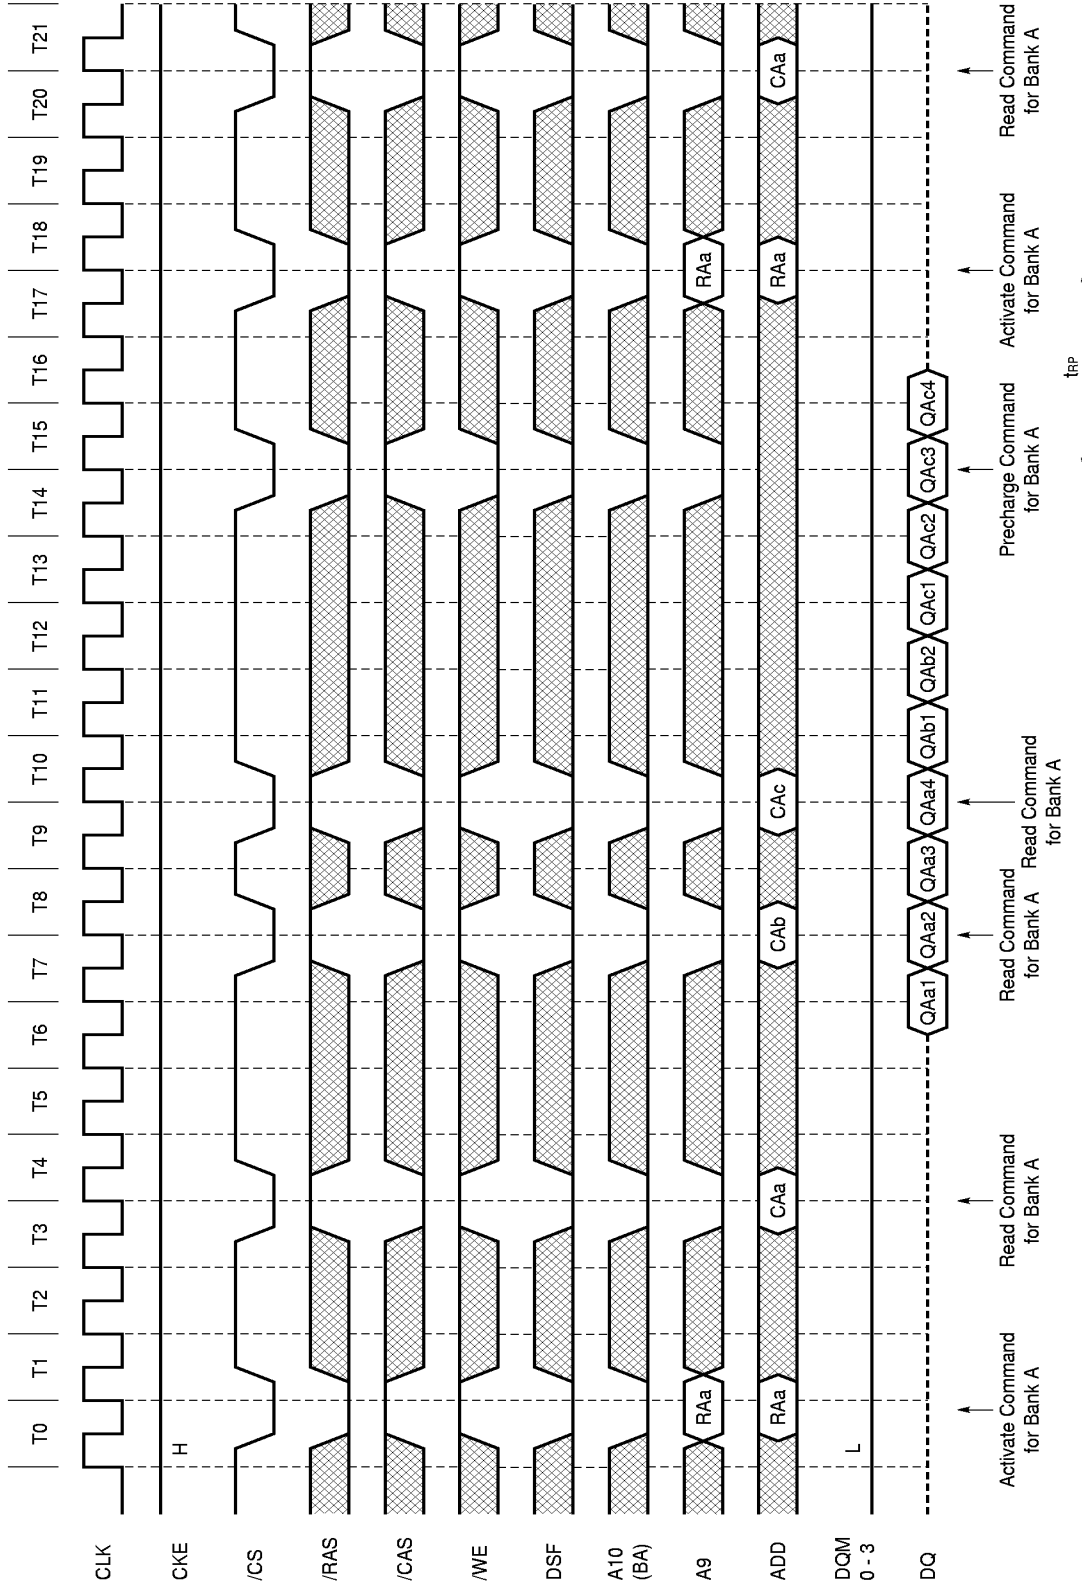 T0 T1 T2 T3 T4 T5 T6 T7 T8 T9 T10 T11 T12 T13 T14 T15 T16 T17 T18 T19 T20 T21
CLK
CKE H
/CS
/RAS
/CAS
/WE
DSF
A10
(BA)
A9 RAa RAa
ADD RAa CAa CAb CAc RAa CAa
DQM
0 - 3
L
DQ QAa1 QAa2 QAa3 QAa4 QAb1 QAb2 QAc1 QAc2 QAc3 QAc4
Activate Command
for Bank A
Read Command
for Bank A
Read Command
for Bank A
Read Command
for Bank A
Precharge Command
for Bank A
Activate Command
for Bank A
Read Command
for Bank A
tRP